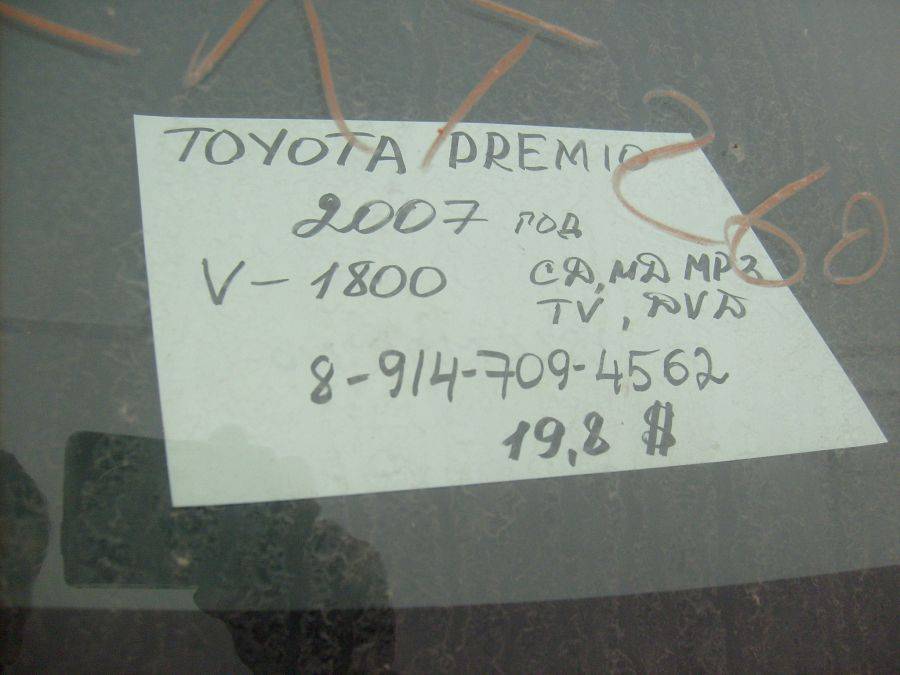 TOYOTA PREMIO
2007 год
V-1800 CD, MD MP3
TV, DVD
8-914-709-4562
19,8 $